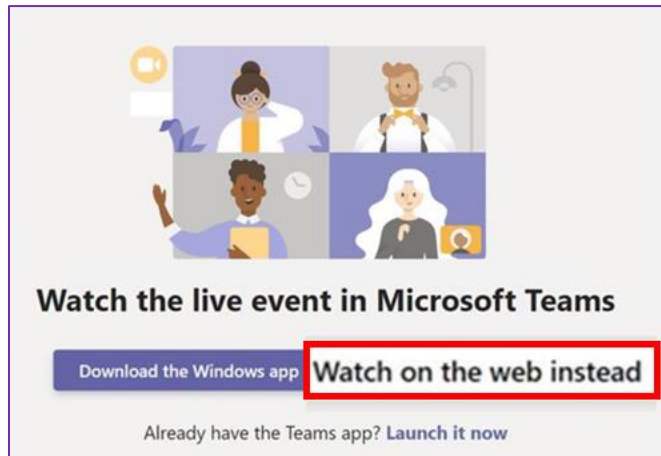 Watch the live event in Microsoft Teams
Download the Windows app Watch on the web instead
Already have the Teams app? Launch it now